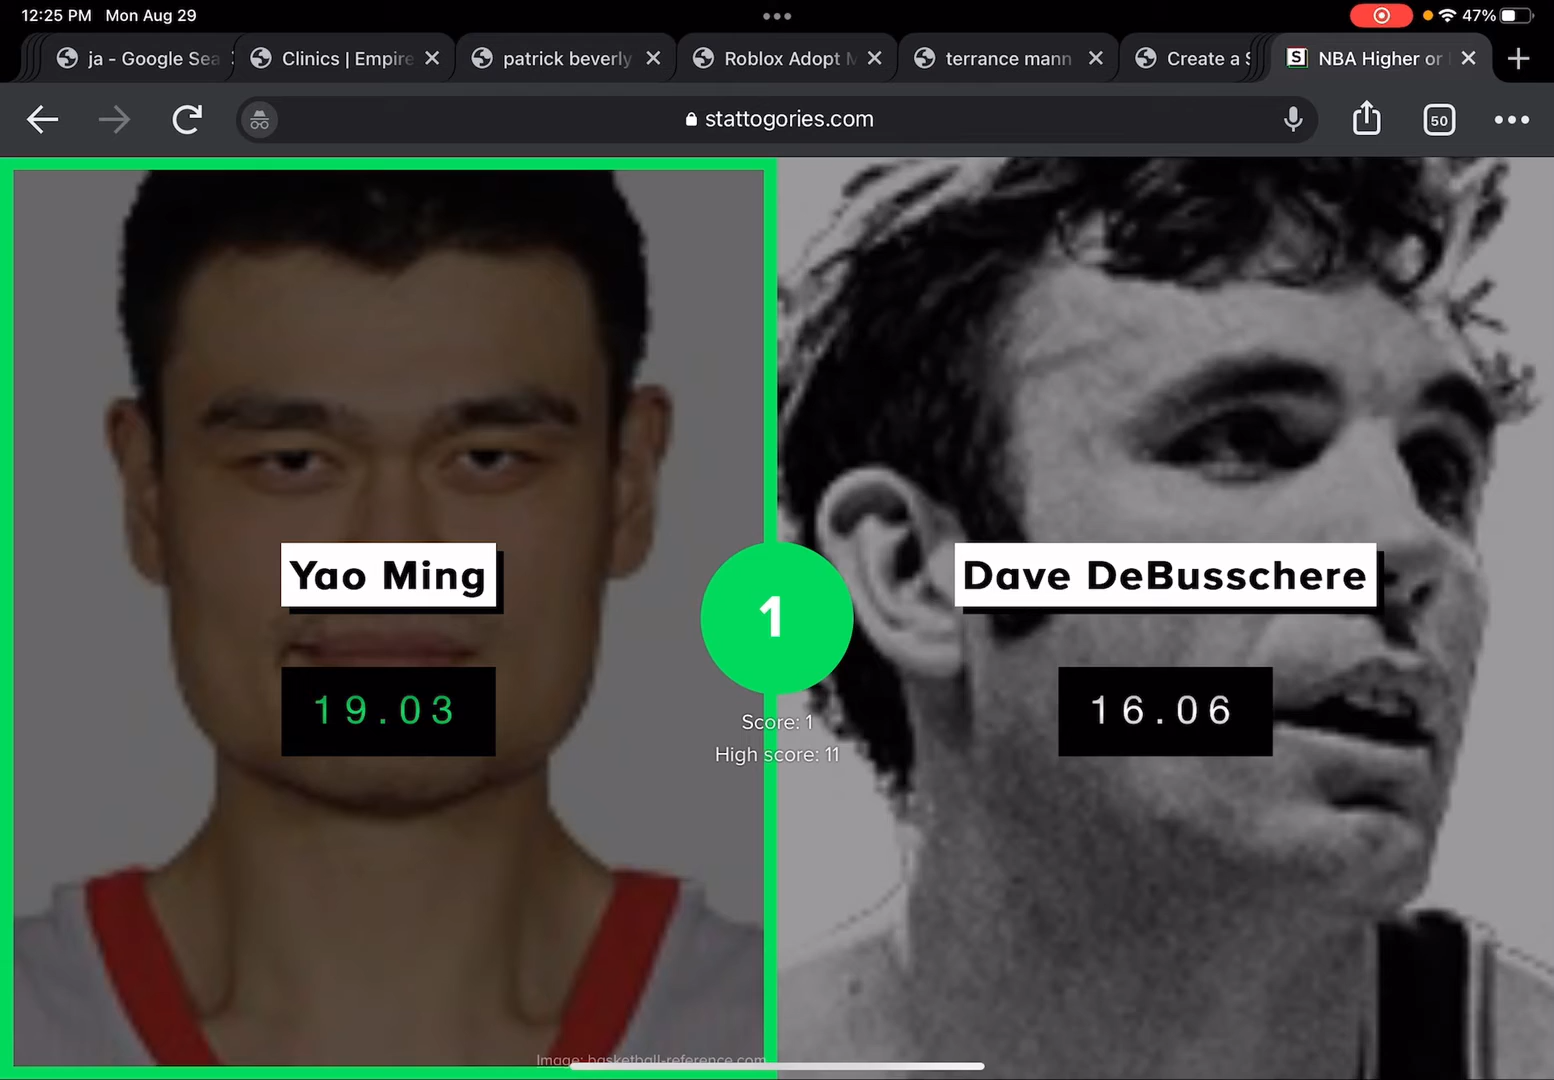 12:25 PM Mon Aug 29
47%
ja - Google Sea
Clinics | Empire
patrick beverly
Roblox Adopt M
terrance mann
Create a S
S
NBA Higher or
stattogories.com
50
Yao Ming
Dave DeBusschere
1
19.03
16.06
Score: 1
High score: 11
Image: basketball-reference.com